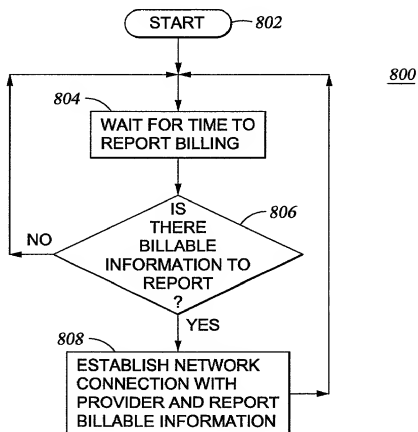 START
802
800
804
WAIT FOR TIME TO
REPORT BILLING
806
IS
THERE
BILLABLE
INFORMATION TO
REPORT
?
NO
YES
808
ESTABLISH NETWORK
CONNECTION WITH
PROVIDER AND REPORT
BILLABLE INFORMATION